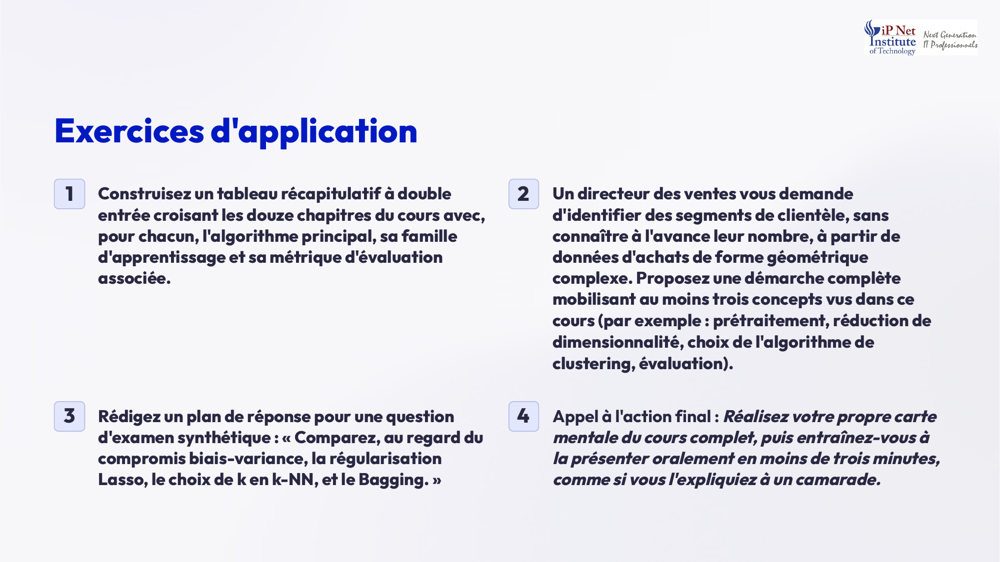 iP Net
Institute
of Technology
Next Generation
IT Professionnels
Exercices d'application
1
Construisez un tableau récapitulatif à double
entrée croisant les douze chapitres du cours avec,
pour chacun, l'algorithme principal, sa famille
d'apprentissage et sa métrique d'évaluation
associée.
2
Un directeur des ventes vous demande
d'identifier des segments de clientèle, sans
connaître à l'avance leur nombre, à partir de
données d'achats de forme géométrique
complexe. Proposez une démarche complète
mobilisant au moins trois concepts vus dans ce
cours (par exemple : prétraitement, réduction de
dimensionnalité, choix de l'algorithme de
clustering, évaluation).
3
Rédigez un plan de réponse pour une question
d'examen synthétique : « Comparez, au regard du
compromis biais-variance, la régularisation
Lasso, le choix de k en k-NN, et le Bagging. »
4
Appel à l'action final : Réalisez votre propre carte
mentale du cours complet, puis entraînez-vous à
la présenter oralement en moins de trois minutes,
comme si vous l'expliquiez à un camarade.